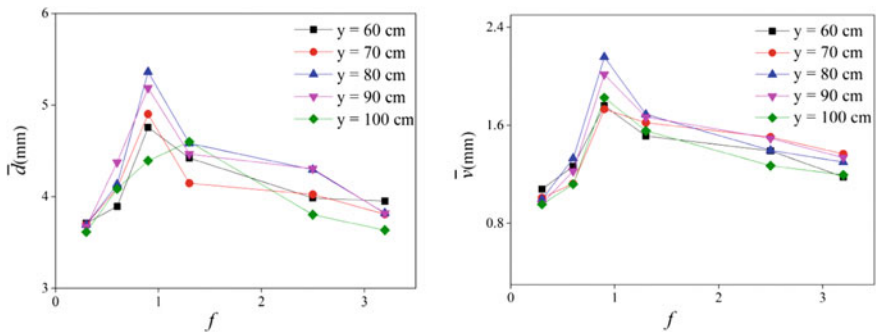 6
5
4
3
d̅(mm)
0
1
2
3
f
y = 60 cm
y = 70 cm
y = 80 cm
y = 90 cm
y = 100 cm
2.4
1.6
0.8
v̅(mm)
0
1
2
3
f
y = 60 cm
y = 70 cm
y = 80 cm
y = 90 cm
y = 100 cm